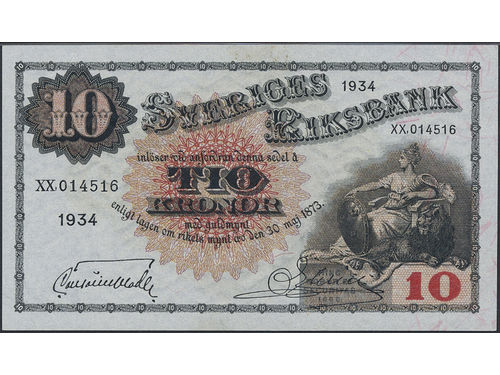 10
SVERIGES
RIKSBANK
1934
XX.014516
inlöser vid anfordran denna sedel å
XX.014516
TIO
KRONOR
1934
med guldmynt
enligt lagen om rikets mynt av den 30 maj 1873.
10